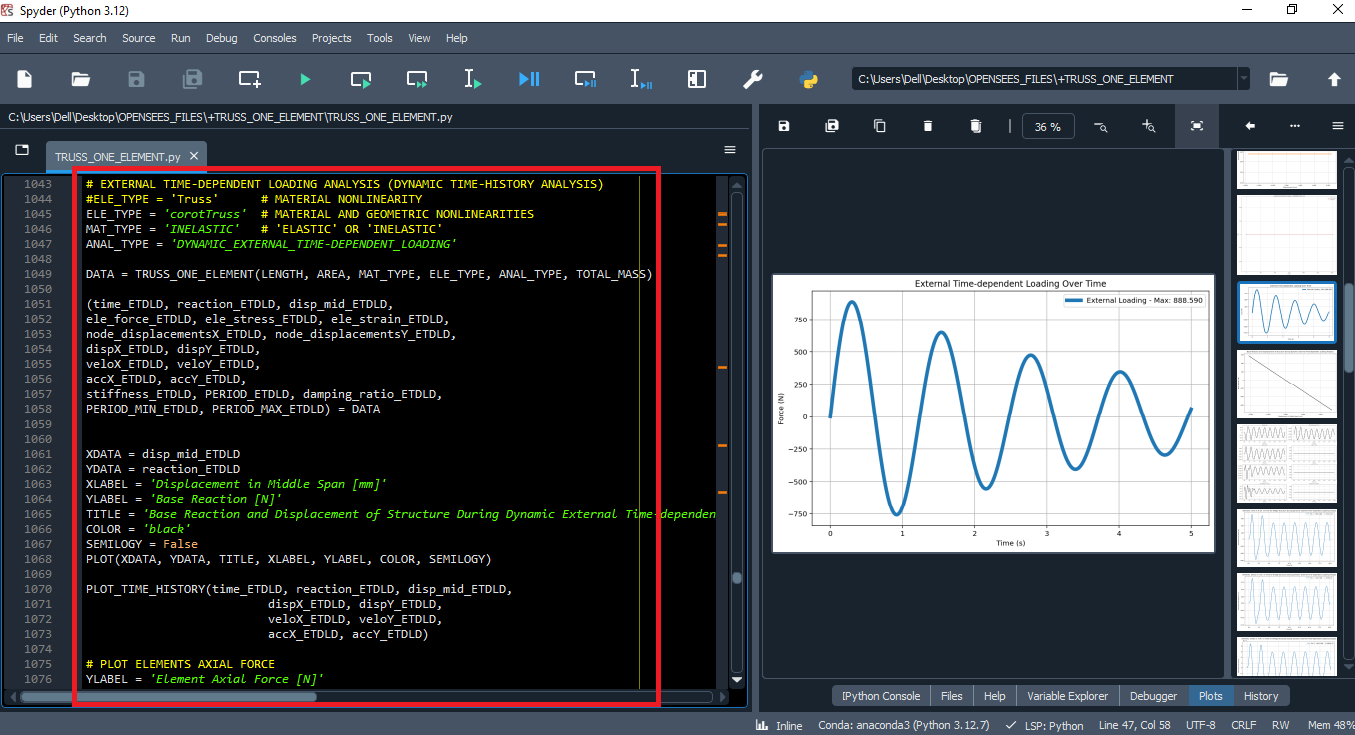 Spyder (Python 3.12)
File Edit Search Source Run Debug Consoles Projects Tools View Help
C:\Users\Dell\Desktop\OPENSEES_FILES\+TRUSS_ONE_ELEMENT
C:\Users\Dell\Desktop\OPENSEES_FILES\+TRUSS_ONE_ELEMENT\TRUSS_ONE_ELEMENT.py
TRUSS_ONE_ELEMENT.py
1043 # EXTERNAL TIME-DEPENDENT LOADING ANALYSIS (DYNAMIC TIME-HISTORY ANALYSIS)
1044 #ELE_TYPE = 'Truss' # MATERIAL NONLINEARITY
1045 ELE_TYPE = 'corotTruss' # MATERIAL AND GEOMETRIC NONLINEARITIES
1046 MAT_TYPE = 'INELASTIC' # 'ELASTIC' OR 'INELASTIC'
1047 ANAL_TYPE = 'DYNAMIC_EXTERNAL_TIME-DEPENDENT_LOADING'
1048
1049 DATA = TRUSS_ONE_ELEMENT(LENGTH, AREA, MAT_TYPE, ELE_TYPE, ANAL_TYPE, TOTAL_MASS)
1050
1051 (time_ETDLD, reaction_ETDLD, disp_mid_ETDLD,
1052 ele_force_ETDLD, ele_stress_ETDLD, ele_strain_ETDLD,
1053 node_displacementsX_ETDLD, node_displacementsY_ETDLD,
1054 dispX_ETDLD, dispY_ETDLD,
1055 veloX_ETDLD, veloY_ETDLD,
1056 accX_ETDLD, accY_ETDLD,
1057 stiffness_ETDLD, PERIOD_ETDLD, damping_ratio_ETDLD,
1058 PERIOD_MIN_ETDLD, PERIOD_MAX_ETDLD) = DATA
1059
1060
1061 XDATA = disp_mid_ETDLD
1062 YDATA = reaction_ETDLD
1063 XLABEL = 'Displacement in Middle Span [mm]'
1064 YLABEL = 'Base Reaction [N]'
1065 TITLE = 'Base Reaction and Displacement of Structure During Dynamic External Time-dependen
1066 COLOR = 'black'
1067 SEMILOGY = False
1068 PLOT(XDATA, YDATA, TITLE, XLABEL, YLABEL, COLOR, SEMILOGY)
1069
1070 PLOT_TIME_HISTORY(time_ETDLD, reaction_ETDLD, disp_mid_ETDLD,
1071 dispX_ETDLD, dispY_ETDLD,
1072 veloX_ETDLD, veloY_ETDLD,
1073 accX_ETDLD, accY_ETDLD)
1074
1075 # PLOT ELEMENTS AXIAL FORCE
1076 YLABEL = 'Element Axial Force [N]'
36 %
External Time-dependent Loading Over Time
External Loading - Max: 888.590
Force (N)
750
500
250
0
−250
−500
−750
0 1 2 3 4 5
Time (s)
IPython Console Files Help Variable Explorer Debugger Plots History
Inline Conda: anaconda3 (Python 3.12.7) LSP: Python Line 47, Col 58 UTF-8 CRLF RW Mem 48%